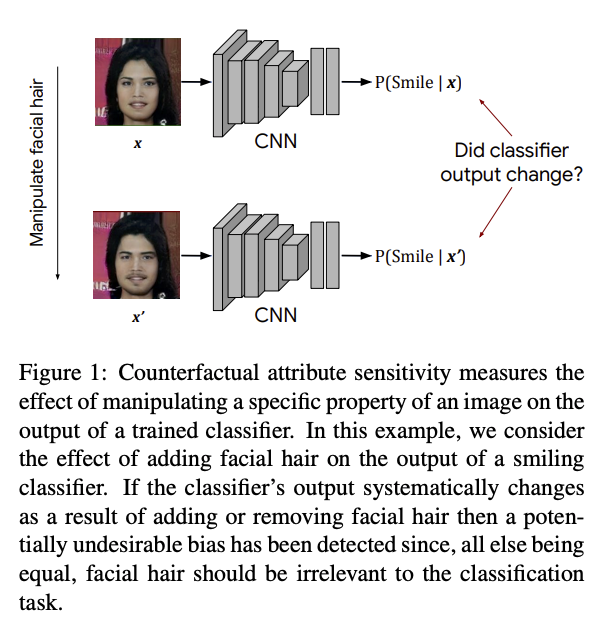 Manipulate facial hair
x
CNN
P(Smile | x)
Did classifier
output change?
x′
CNN
P(Smile | x′)
Figure 1: Counterfactual attribute sensitivity measures the
effect of manipulating a specific property of an image on the
output of a trained classifier. In this example, we consider
the effect of adding facial hair on the output of a smiling
classifier. If the classifier's output systematically changes
as a result of adding or removing facial hair then a poten-
tially undesirable bias has been detected since, all else being
equal, facial hair should be irrelevant to the classification
task.